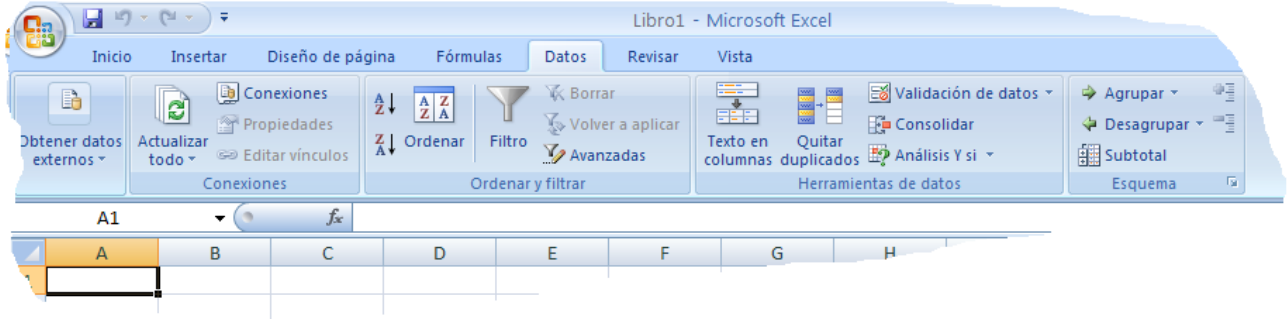 Libro1 - Microsoft Excel
Inicio Insertar Diseño de página Fórmulas Datos Revisar Vista
Obtener datos externos
Actualizar todo
Conexiones
Propiedades
Editar vínculos
Conexiones
A Z
Z A
A Z Z A
Ordenar
Filtro
Borrar
Volver a aplicar
Avanzadas
Ordenar y filtrar
Texto en columnas
Quitar duplicados
Validación de datos
Consolidar
Análisis Y si
Herramientas de datos
Agrupar
Desagrupar
Subtotal
Esquema
A1 fx
A B C D E F G H